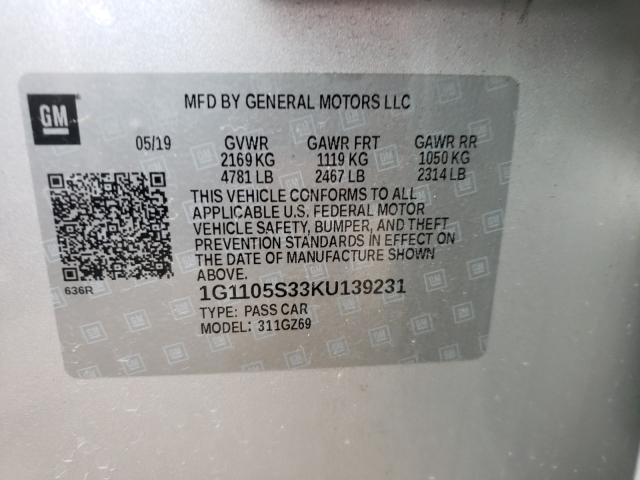 GM
MFD BY GENERAL MOTORS LLC
05/19 GVWR GAWR FRT GAWR RR
2169 KG 1119 KG 1050 KG
4781 LB 2467 LB 2314 LB
THIS VEHICLE CONFORMS TO ALL
APPLICABLE U.S. FEDERAL MOTOR
VEHICLE SAFETY, BUMPER, AND THEFT
PREVENTION STANDARDS IN EFFECT ON
THE DATE OF MANUFACTURE SHOWN
ABOVE.
636R
1G1105S33KU139231
TYPE: PASS CAR
MODEL: 311GZ69